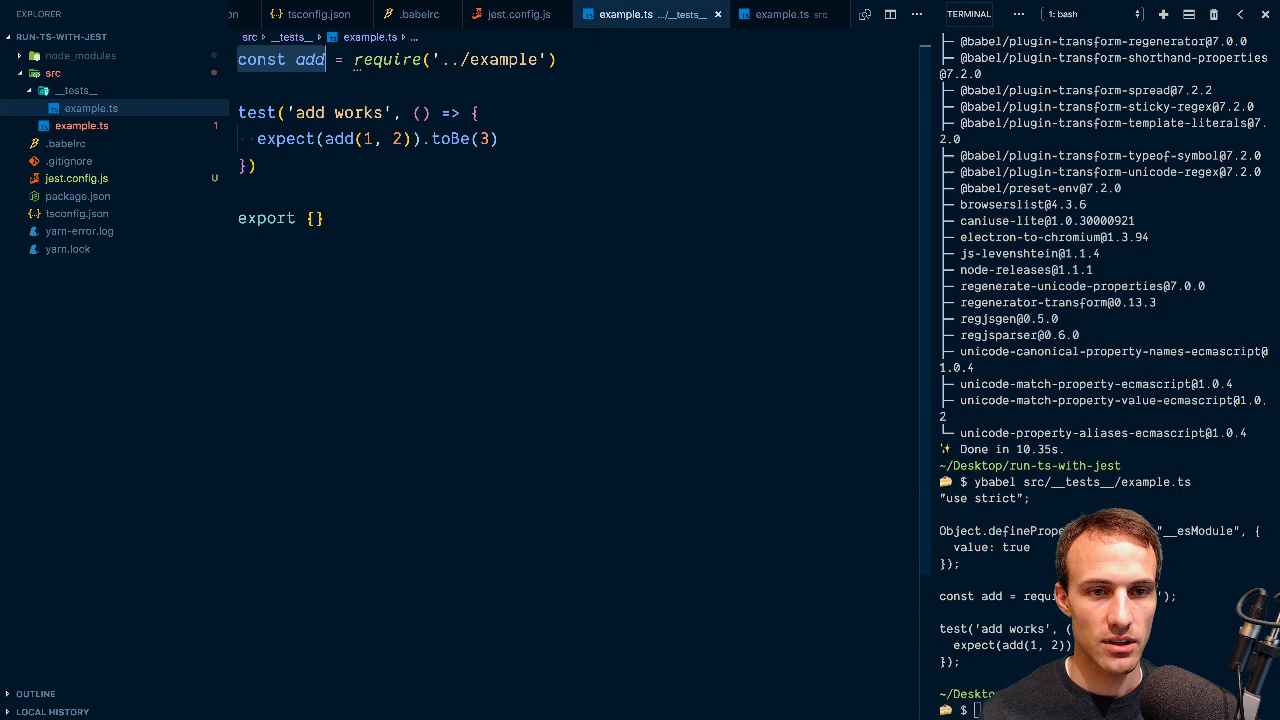 EXPLORER
RUN-TS-WITH-JEST
node_modules
src
__tests__
example.ts
example.ts 1
.babelrc
.gitignore
jest.config.js U
package.json
tsconfig.json
yarn-error.log
yarn.lock
OUTLINE
LOCAL HISTORY
tsconfig.json
.babelrc
jest.config.js
example.ts .../__tests__
example.ts src
src
__tests__
example.ts
...
const add = require('../example')
test('add works', () => {
expect(add(1, 2)).toBe(3)
})
export {}
TERMINAL
1: bash
├─ @babel/plugin-transform-regenerator@7.0.0
├─ @babel/plugin-transform-shorthand-properties
@7.2.0
├─ @babel/plugin-transform-spread@7.2.2
├─ @babel/plugin-transform-sticky-regex@7.2.0
├─ @babel/plugin-transform-template-literals@7.
2.0
├─ @babel/plugin-transform-typeof-symbol@7.2.0
├─ @babel/plugin-transform-unicode-regex@7.2.0
├─ @babel/preset-env@7.2.0
├─ browserslist@4.3.6
├─ caniuse-lite@1.0.30000921
├─ electron-to-chromium@1.3.94
├─ js-levenshtein@1.1.4
├─ node-releases@1.1.1
├─ regenerate-unicode-properties@7.0.0
├─ regenerator-transform@0.13.3
├─ regjsgen@0.5.0
├─ regjsparser@0.6.0
├─ unicode-canonical-property-names-ecmascript@
1.0.4
├─ unicode-match-property-ecmascript@1.0.4
├─ unicode-match-property-value-ecmascript@1.0.
2
└─ unicode-property-aliases-ecmascript@1.0.4
✨ Done in 10.35s.
~/Desktop/run-ts-with-jest
🍰 $ ybabel src/__tests__/example.ts
"use strict";
Object.definePrope "__esModule", {
value: true
});
const add = requi ');
test('add works', (
expect(add(1, 2))
});
~/Deskto
🍰 $